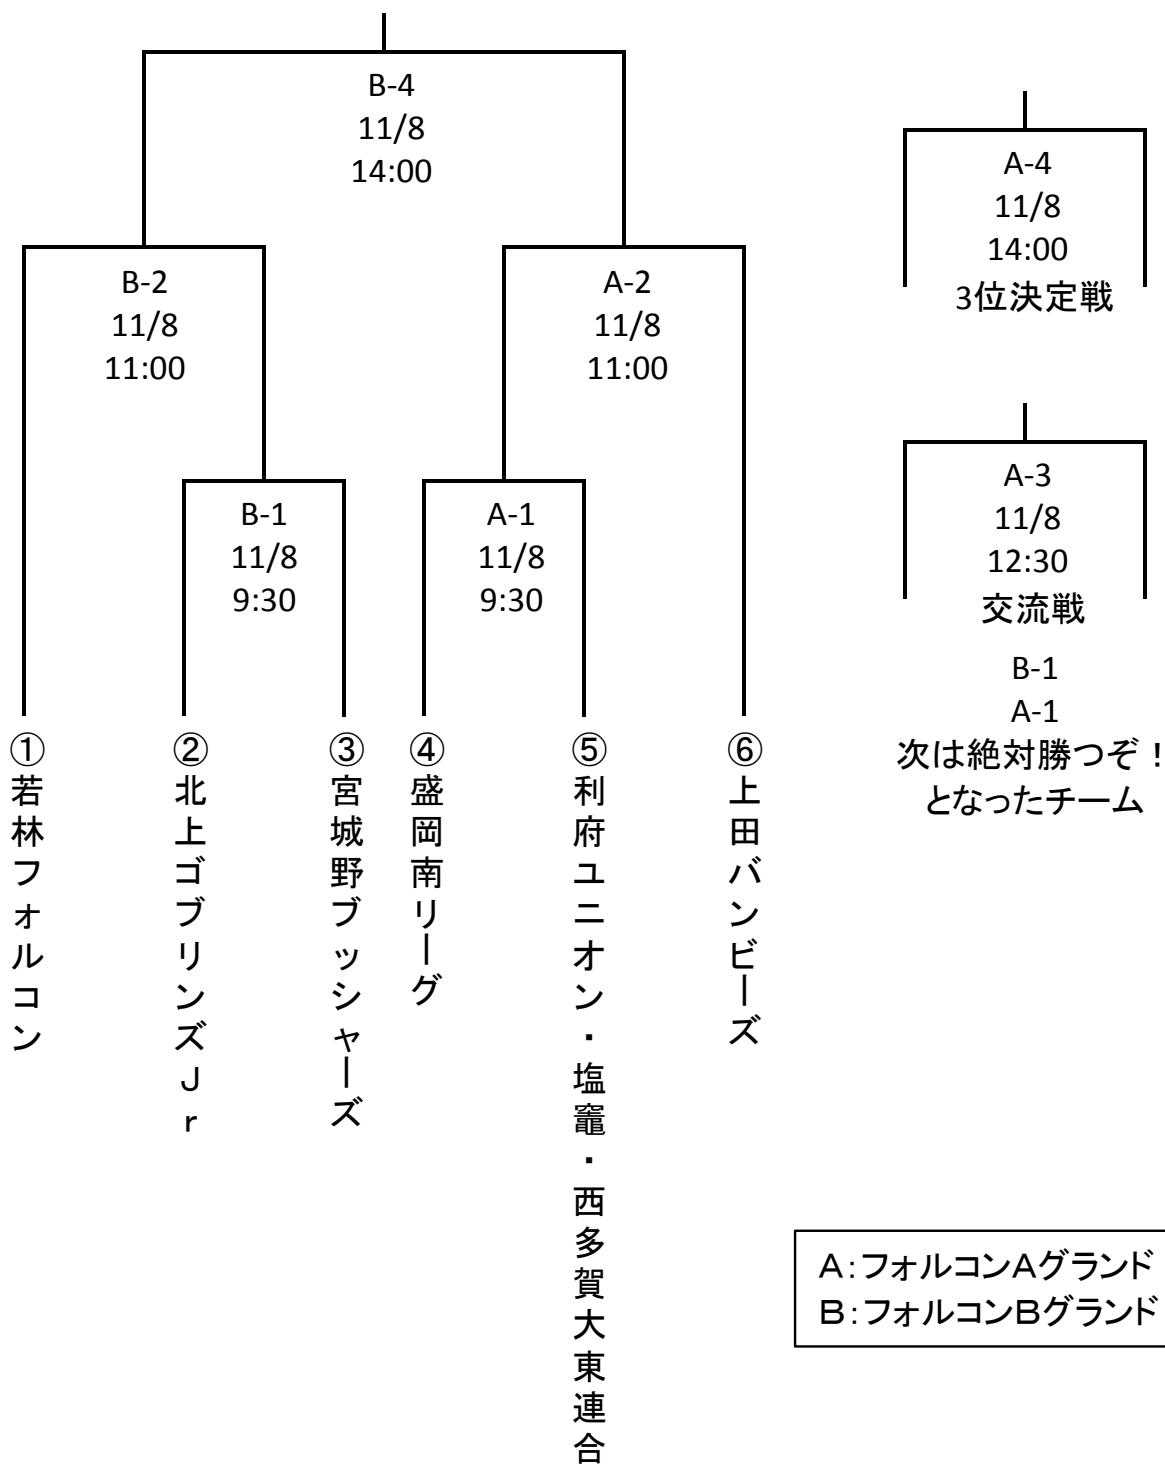 B-4
11/8
14:00
A-4
11/8
14:00
3位決定戦
B-2
11/8
11:00
A-2
11/8
11:00
A-3
11/8
12:30
交流戦
B-1
11/8
9:30
A-1
11/8
9:30
B-1
A-1
次は絶対勝つぞ！
となったチーム
①若林フォルコン
②北上ゴブリンズJr
③宮城野ブッシャーズ
④盛岡南リーグ
⑤利府ユニオン・塩竈・西多賀大東連合
⑥上田バンビーズ
A：フォルコンAグランド
B：フォルコンBグランド